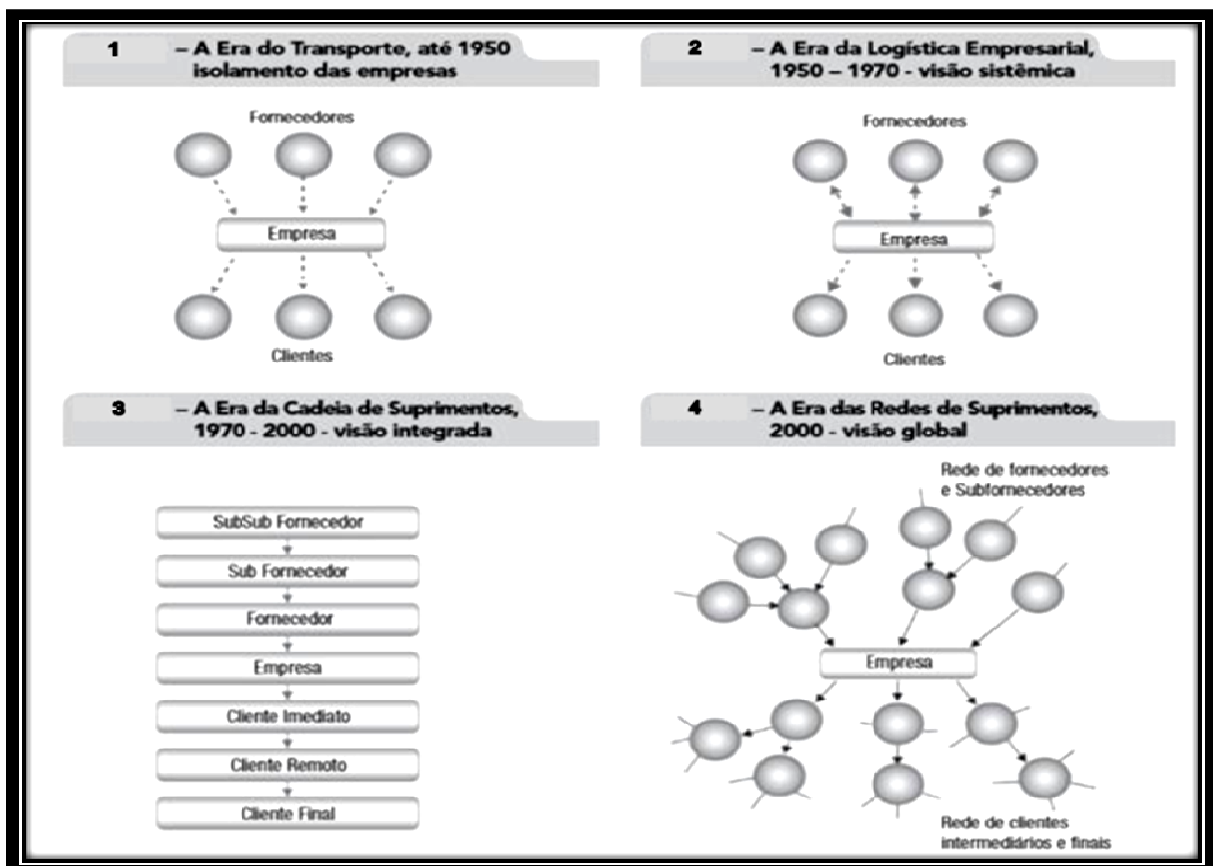 1 – A Era do Transporte, até 1950
isolamento das empresas
Fornecedores
Empresa
Clientes
2 – A Era da Logística Empresarial,
1950 – 1970 - visão sistêmica
Fornecedores
Empresa
Clientes
3 – A Era da Cadeia de Suprimentos,
1970 - 2000 - visão integrada
SubSub Fornecedor
Sub Fornecedor
Fornecedor
Empresa
Cliente Imediato
Cliente Remoto
Cliente Final
4 – A Era das Redes de Suprimentos,
2000 - visão global
Rede de fornecedores
e Subfornecedores
Empresa
Rede de clientes
intermediários e finais